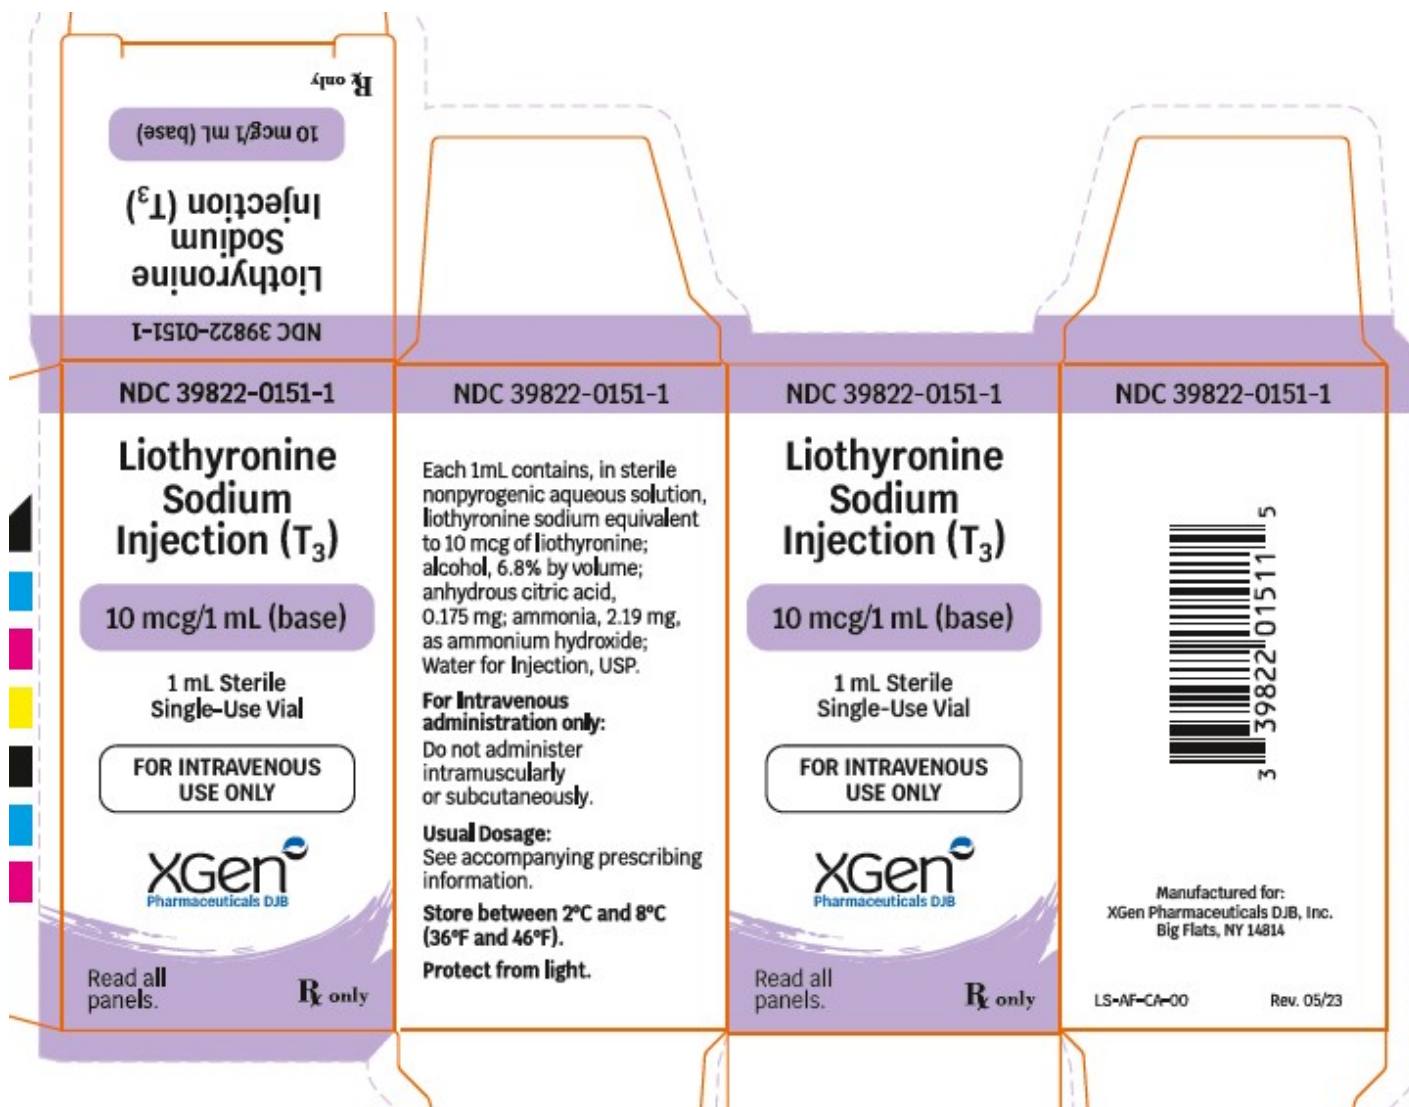 Rx only
10 mcg/1 mL (base)
Liothyronine
Sodium
Injection (T₃)
NDC 39822-0151-1
NDC 39822-0151-1
Liothyronine
Sodium
Injection (T₃)
10 mcg/1 mL (base)
1 mL Sterile
Single-Use Vial
FOR INTRAVENOUS
USE ONLY
XGen
Pharmaceuticals DJB
Read all
panels.
Rx only
NDC 39822-0151-1
Each 1mL contains, in sterile
nonpyrogenic aqueous solution,
liothyronine sodium equivalent
to 10 mcg of liothyronine;
alcohol, 6.8% by volume;
anhydrous citric acid,
0.175 mg; ammonia, 2.19 mg,
as ammonium hydroxide;
Water for Injection, USP.
For Intravenous
administration only:
Do not administer
intramuscularly
or subcutaneously.
Usual Dosage:
See accompanying prescribing
information.
Store between 2°C and 8°C
(36°F and 46°F).
Protect from light.
NDC 39822-0151-1
Liothyronine
Sodium
Injection (T₃)
10 mcg/1 mL (base)
1 mL Sterile
Single-Use Vial
FOR INTRAVENOUS
USE ONLY
XGen
Pharmaceuticals DJB
Read all
panels.
Rx only
NDC 39822-0151-1
3 39822 01511 5
Manufactured for:
XGen Pharmaceuticals DJB, Inc.
Big Flats, NY 14814
LS-AF-CA-00
Rev. 05/23